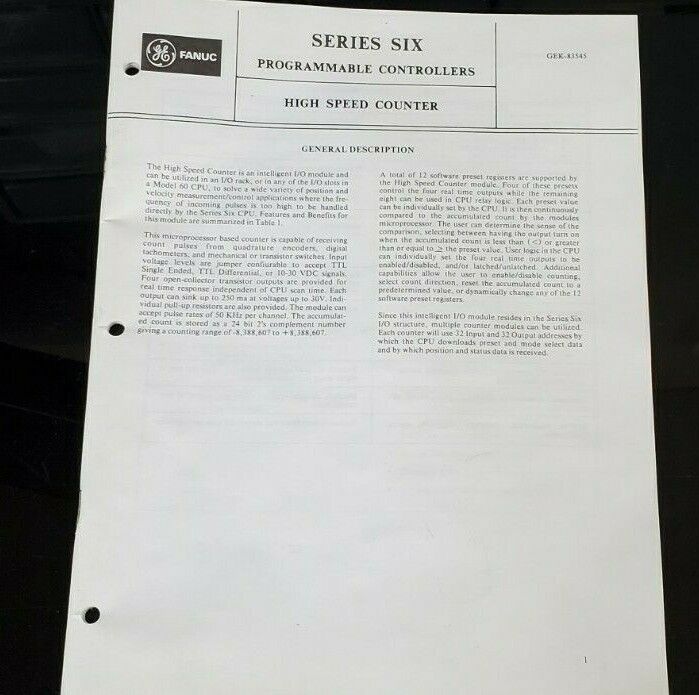 GE FANUC
SERIES SIX
PROGRAMMABLE CONTROLLERS
HIGH SPEED COUNTER
GEK-83545
GENERAL DESCRIPTION
The High Speed Counter is an intelligent I/O module and
can be utilized in an I/O rack, or in any of the I/O slots in
a Model 60 CPU, to solve a wide variety of position and
velocity measurement/control applications where the fre-
quency of incoming pulses is too high to be handled
directly by the Series Six CPU. Features and Benefits for
this module are summarized in Table 1.
This microprocessor based counter is capable of receiving
count pulses from quadrature encoders, digital
tachometers, and mechanical or transistor switches. Input
voltage levels are jumper confiurable to accept TTL
Single Ended, TTL Differential, or 10-30 VDC signals.
Four open-collector transistor outputs are provided for
real time response independent of CPU scan time. Each
output can sink up to 250 ma at voltages up to 30V. Indi-
vidual pull-up resistors are also provided. The module can
accept pulse rates of 50 KHz per channel. The accumulat-
ed count is stored as a 24 bit 2's complement number
giving a counting range of -8,388,607 to +8,388,607.
A total of 12 software preset registers are supported by
the High Speed Counter module. Four of these presets
control the four real time outputs while the remaining
eight can be used in CPU relay logic. Each preset value
can be individually set by the CPU. It is then continuously
compared to the accumulated count by the modules
microprocessor. The user can determine the sense of the
comparison, selecting between having the output turn on
when the accumulated count is less than (<) or greater
than or equal to ≥ the preset value. User logic in the CPU
can individually set the four real time outputs to be
enabled/disabled, and/or latched/unlatched. Additional
capabilities allow the user to enable/disable counting,
select count direction, reset the accumulated count to a
predetermined value, or dynamically change any of the 12
software preset registers.
Since this intelligent I/O module resides in the Series Six
I/O structure, multiple counter modules can be utilized.
Each counter will use 32 Input and 32 Output addresses by
which the CPU downloads preset and mode select data
and by which position and status data is received.
1